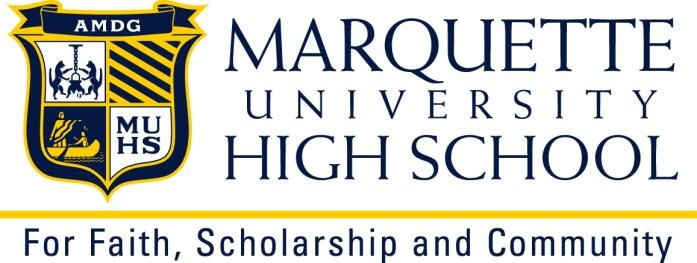 AMDG
MU
HS
MARQUETTE
UNIVERSITY
HIGH SCHOOL
For Faith, Scholarship and Community